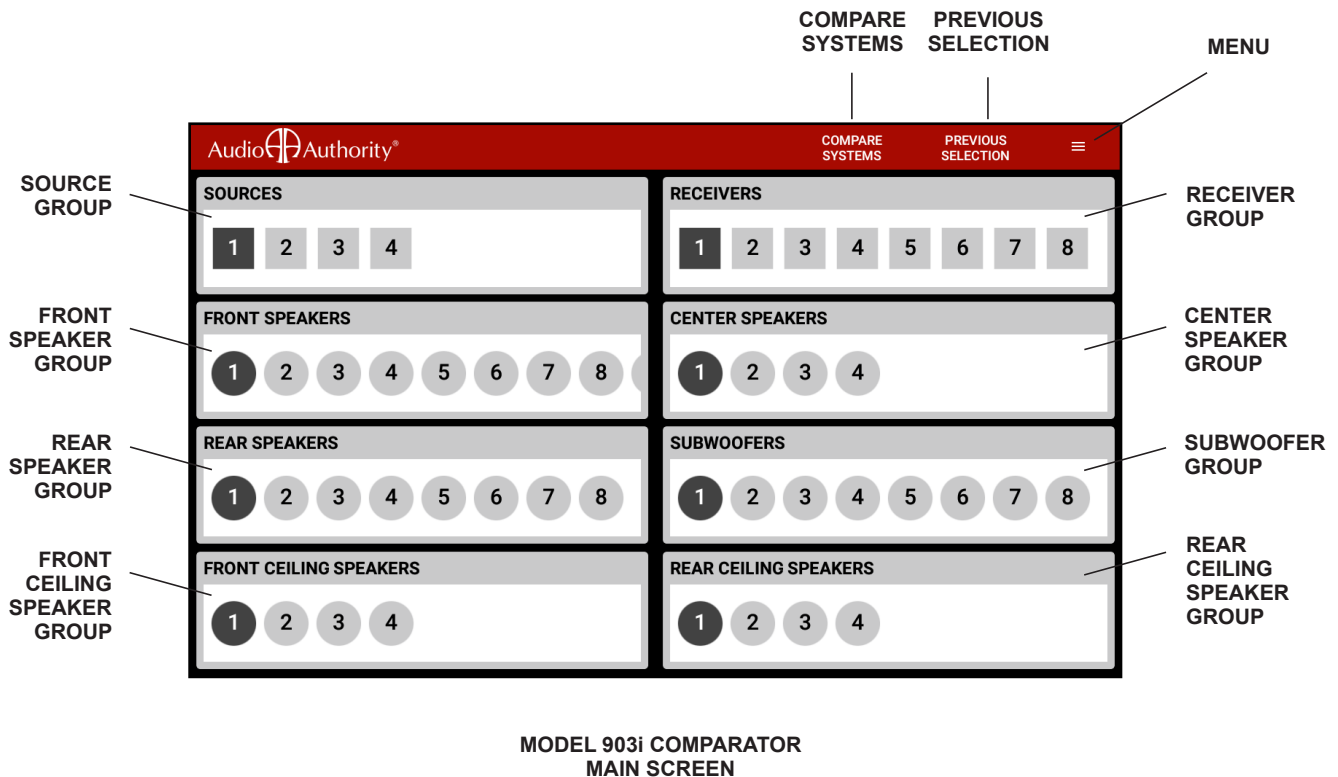 COMPARE
SYSTEMS
PREVIOUS
SELECTION
MENU
Audio Authority®
COMPARE
SYSTEMS
PREVIOUS
SELECTION
SOURCE
GROUP
SOURCES
1 2 3 4
RECEIVERS
1 2 3 4 5 6 7 8
RECEIVER
GROUP
FRONT
SPEAKER
GROUP
FRONT SPEAKERS
1 2 3 4 5 6 7 8
CENTER SPEAKERS
1 2 3 4
CENTER
SPEAKER
GROUP
REAR
SPEAKER
GROUP
REAR SPEAKERS
1 2 3 4 5 6 7 8
SUBWOOFERS
1 2 3 4 5 6 7 8
SUBWOOFER
GROUP
FRONT
CEILING
SPEAKER
GROUP
FRONT CEILING SPEAKERS
1 2 3 4
REAR CEILING SPEAKERS
1 2 3 4
REAR
CEILING
SPEAKER
GROUP
MODEL 903i COMPARATOR
MAIN SCREEN